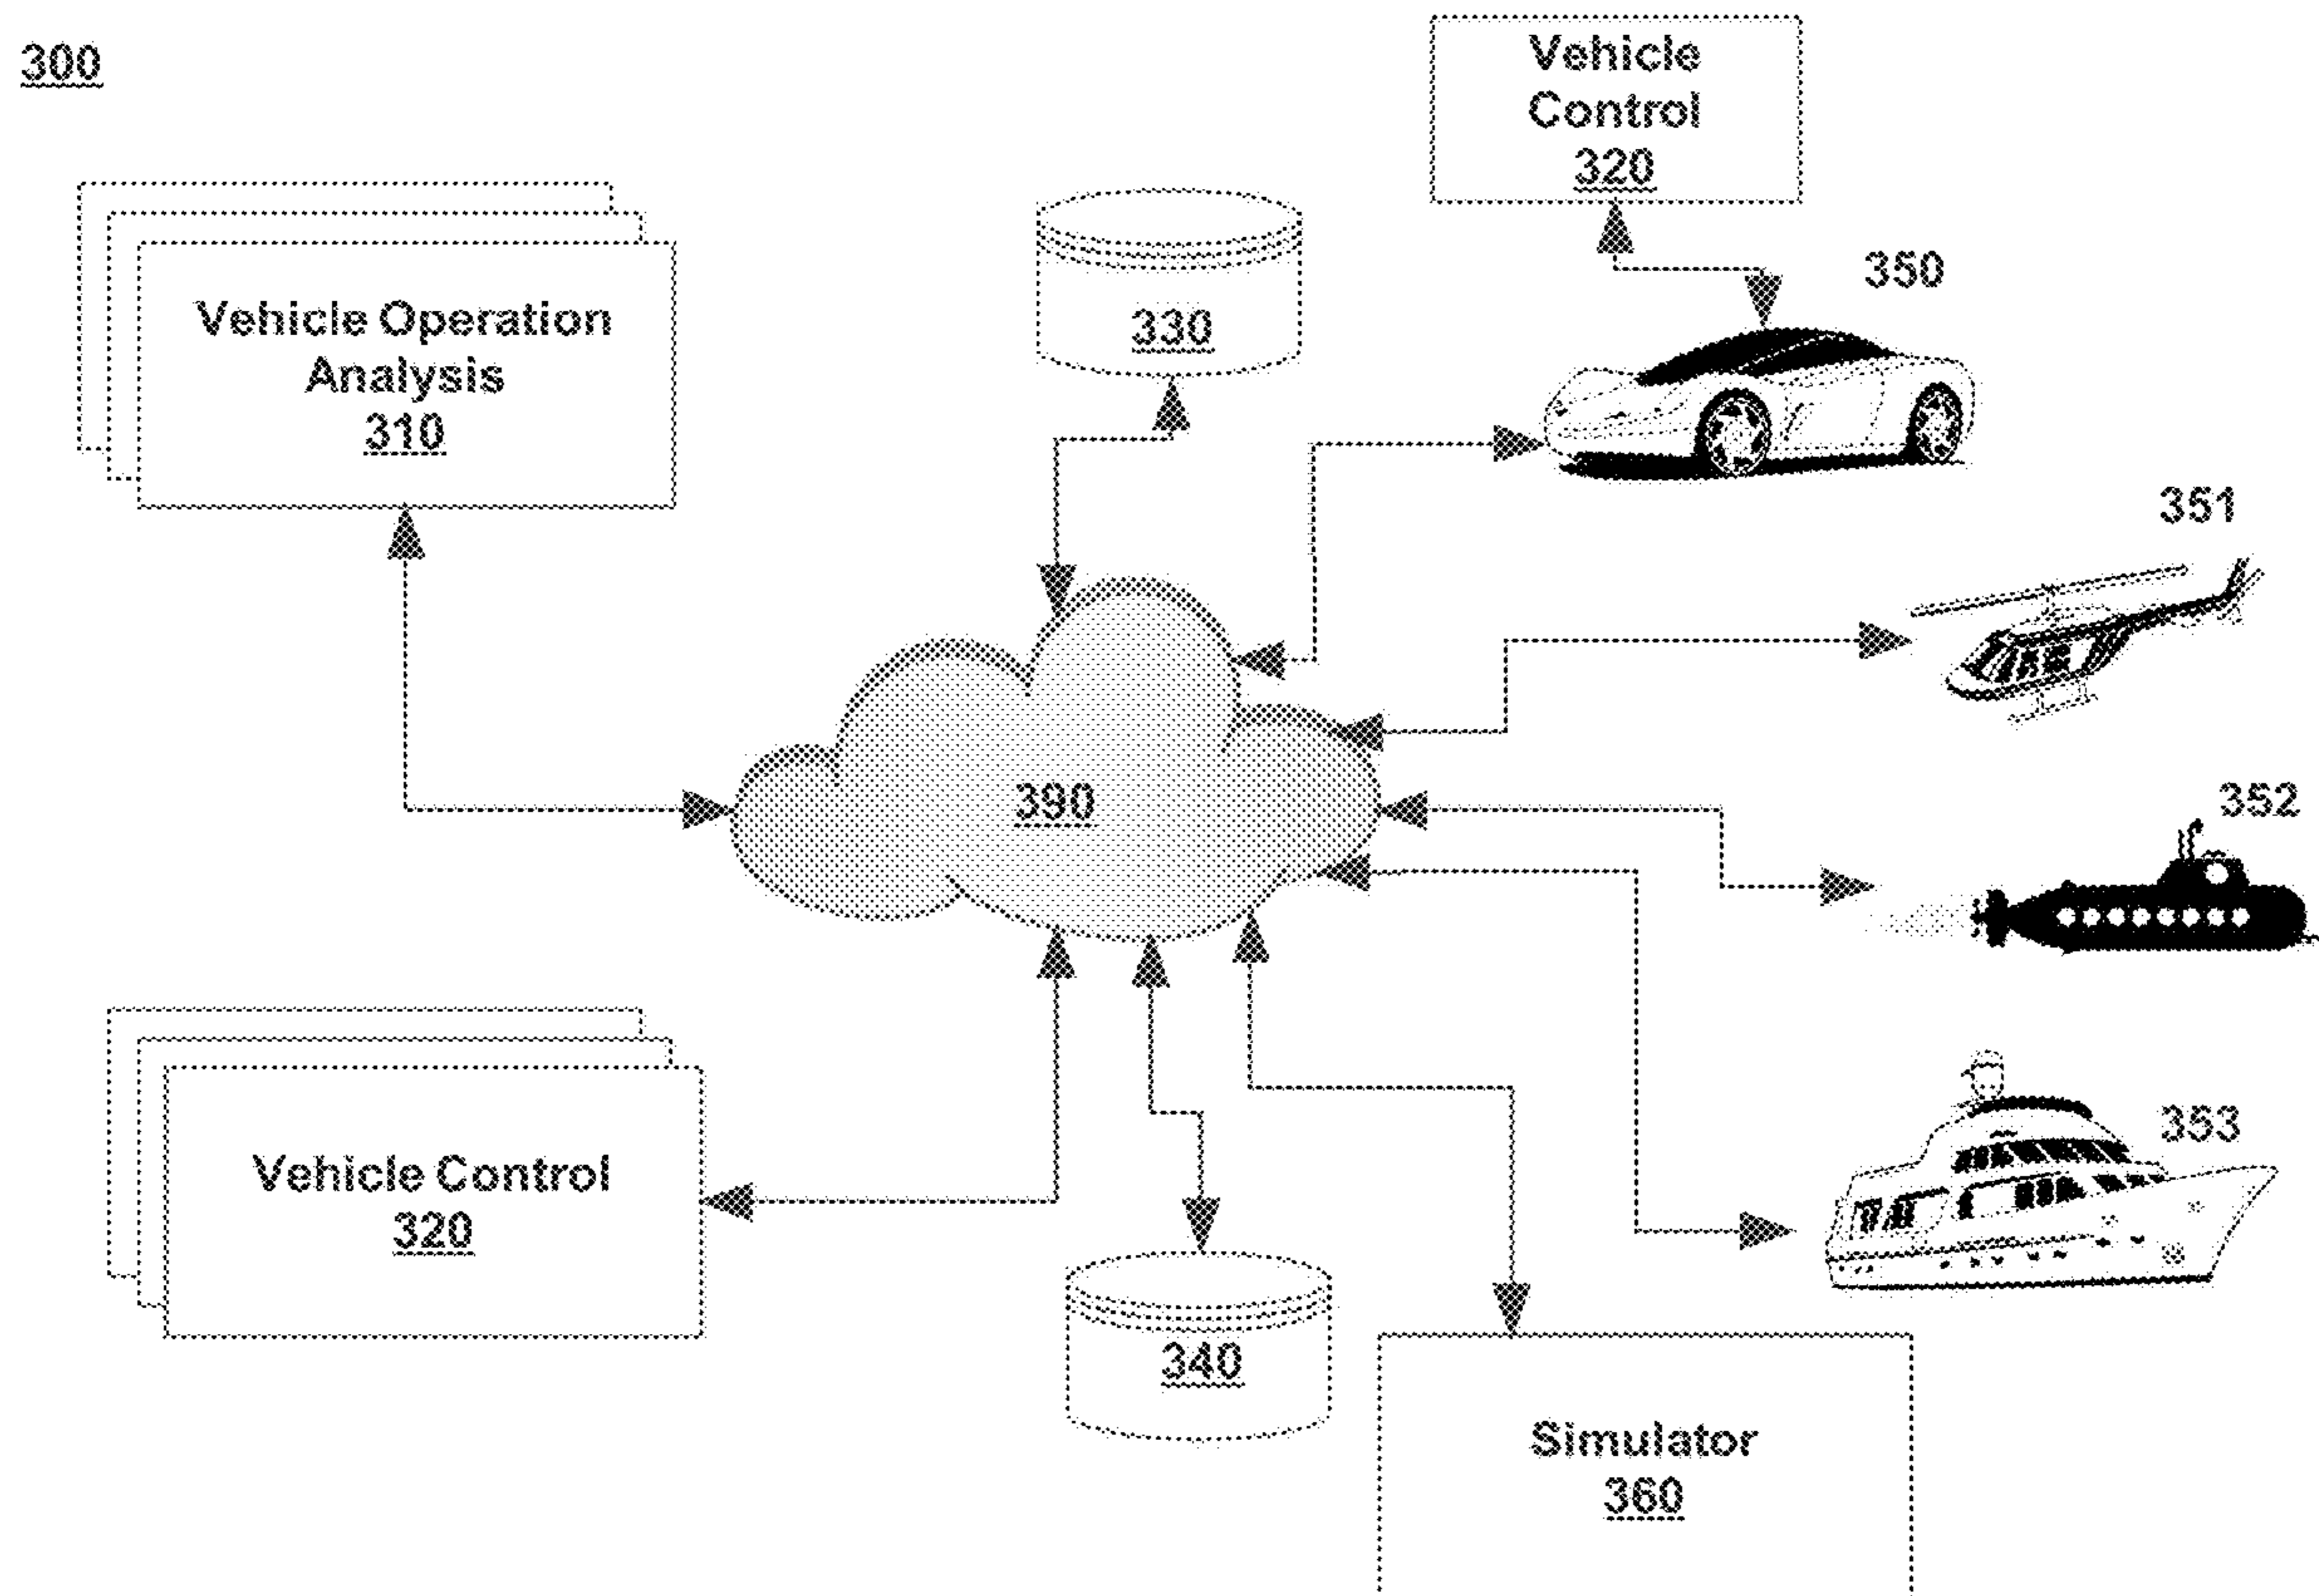 300
Vehicle
Control
320
Vehicle Operation
Analysis
310
330
350
351
390
352
Vehicle Control
320
353
340
Simulator
360